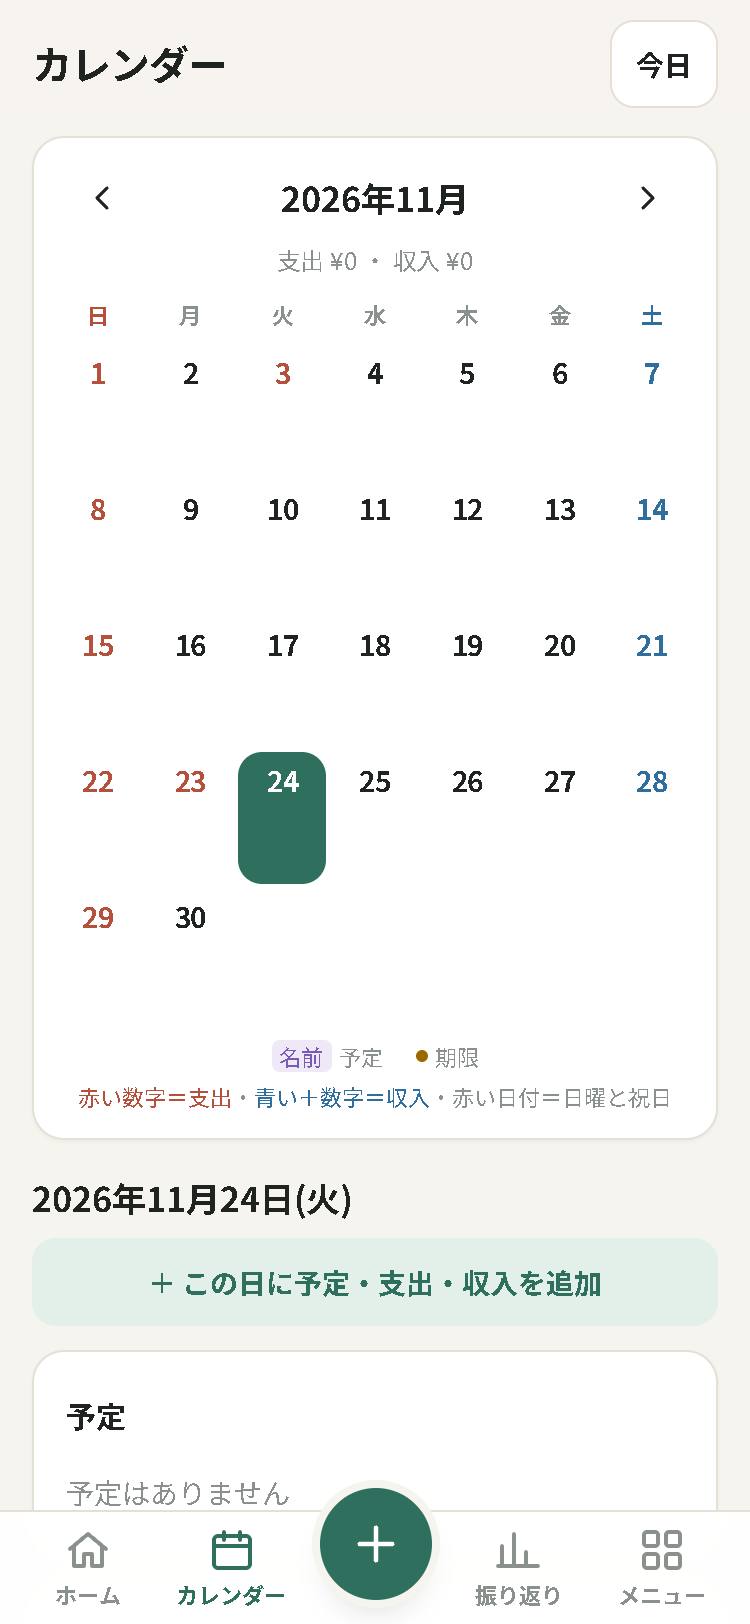 カレンダー
今日
2026年11月
支出 ¥0 ・ 収入 ¥0
日 月 火 水 木 金 土
1 2 3 4 5 6 7
8 9 10 11 12 13 14
15 16 17 18 19 20 21
22 23 24 25 26 27 28
29 30
名前 予定 期限
赤い数字＝支出・青い＋数字＝収入・赤い日付＝日曜と祝日
2026年11月24日(火)
＋ この日に予定・支出・収入を追加
予定
予定はありません
ホーム カレンダー 振り返り メニュー